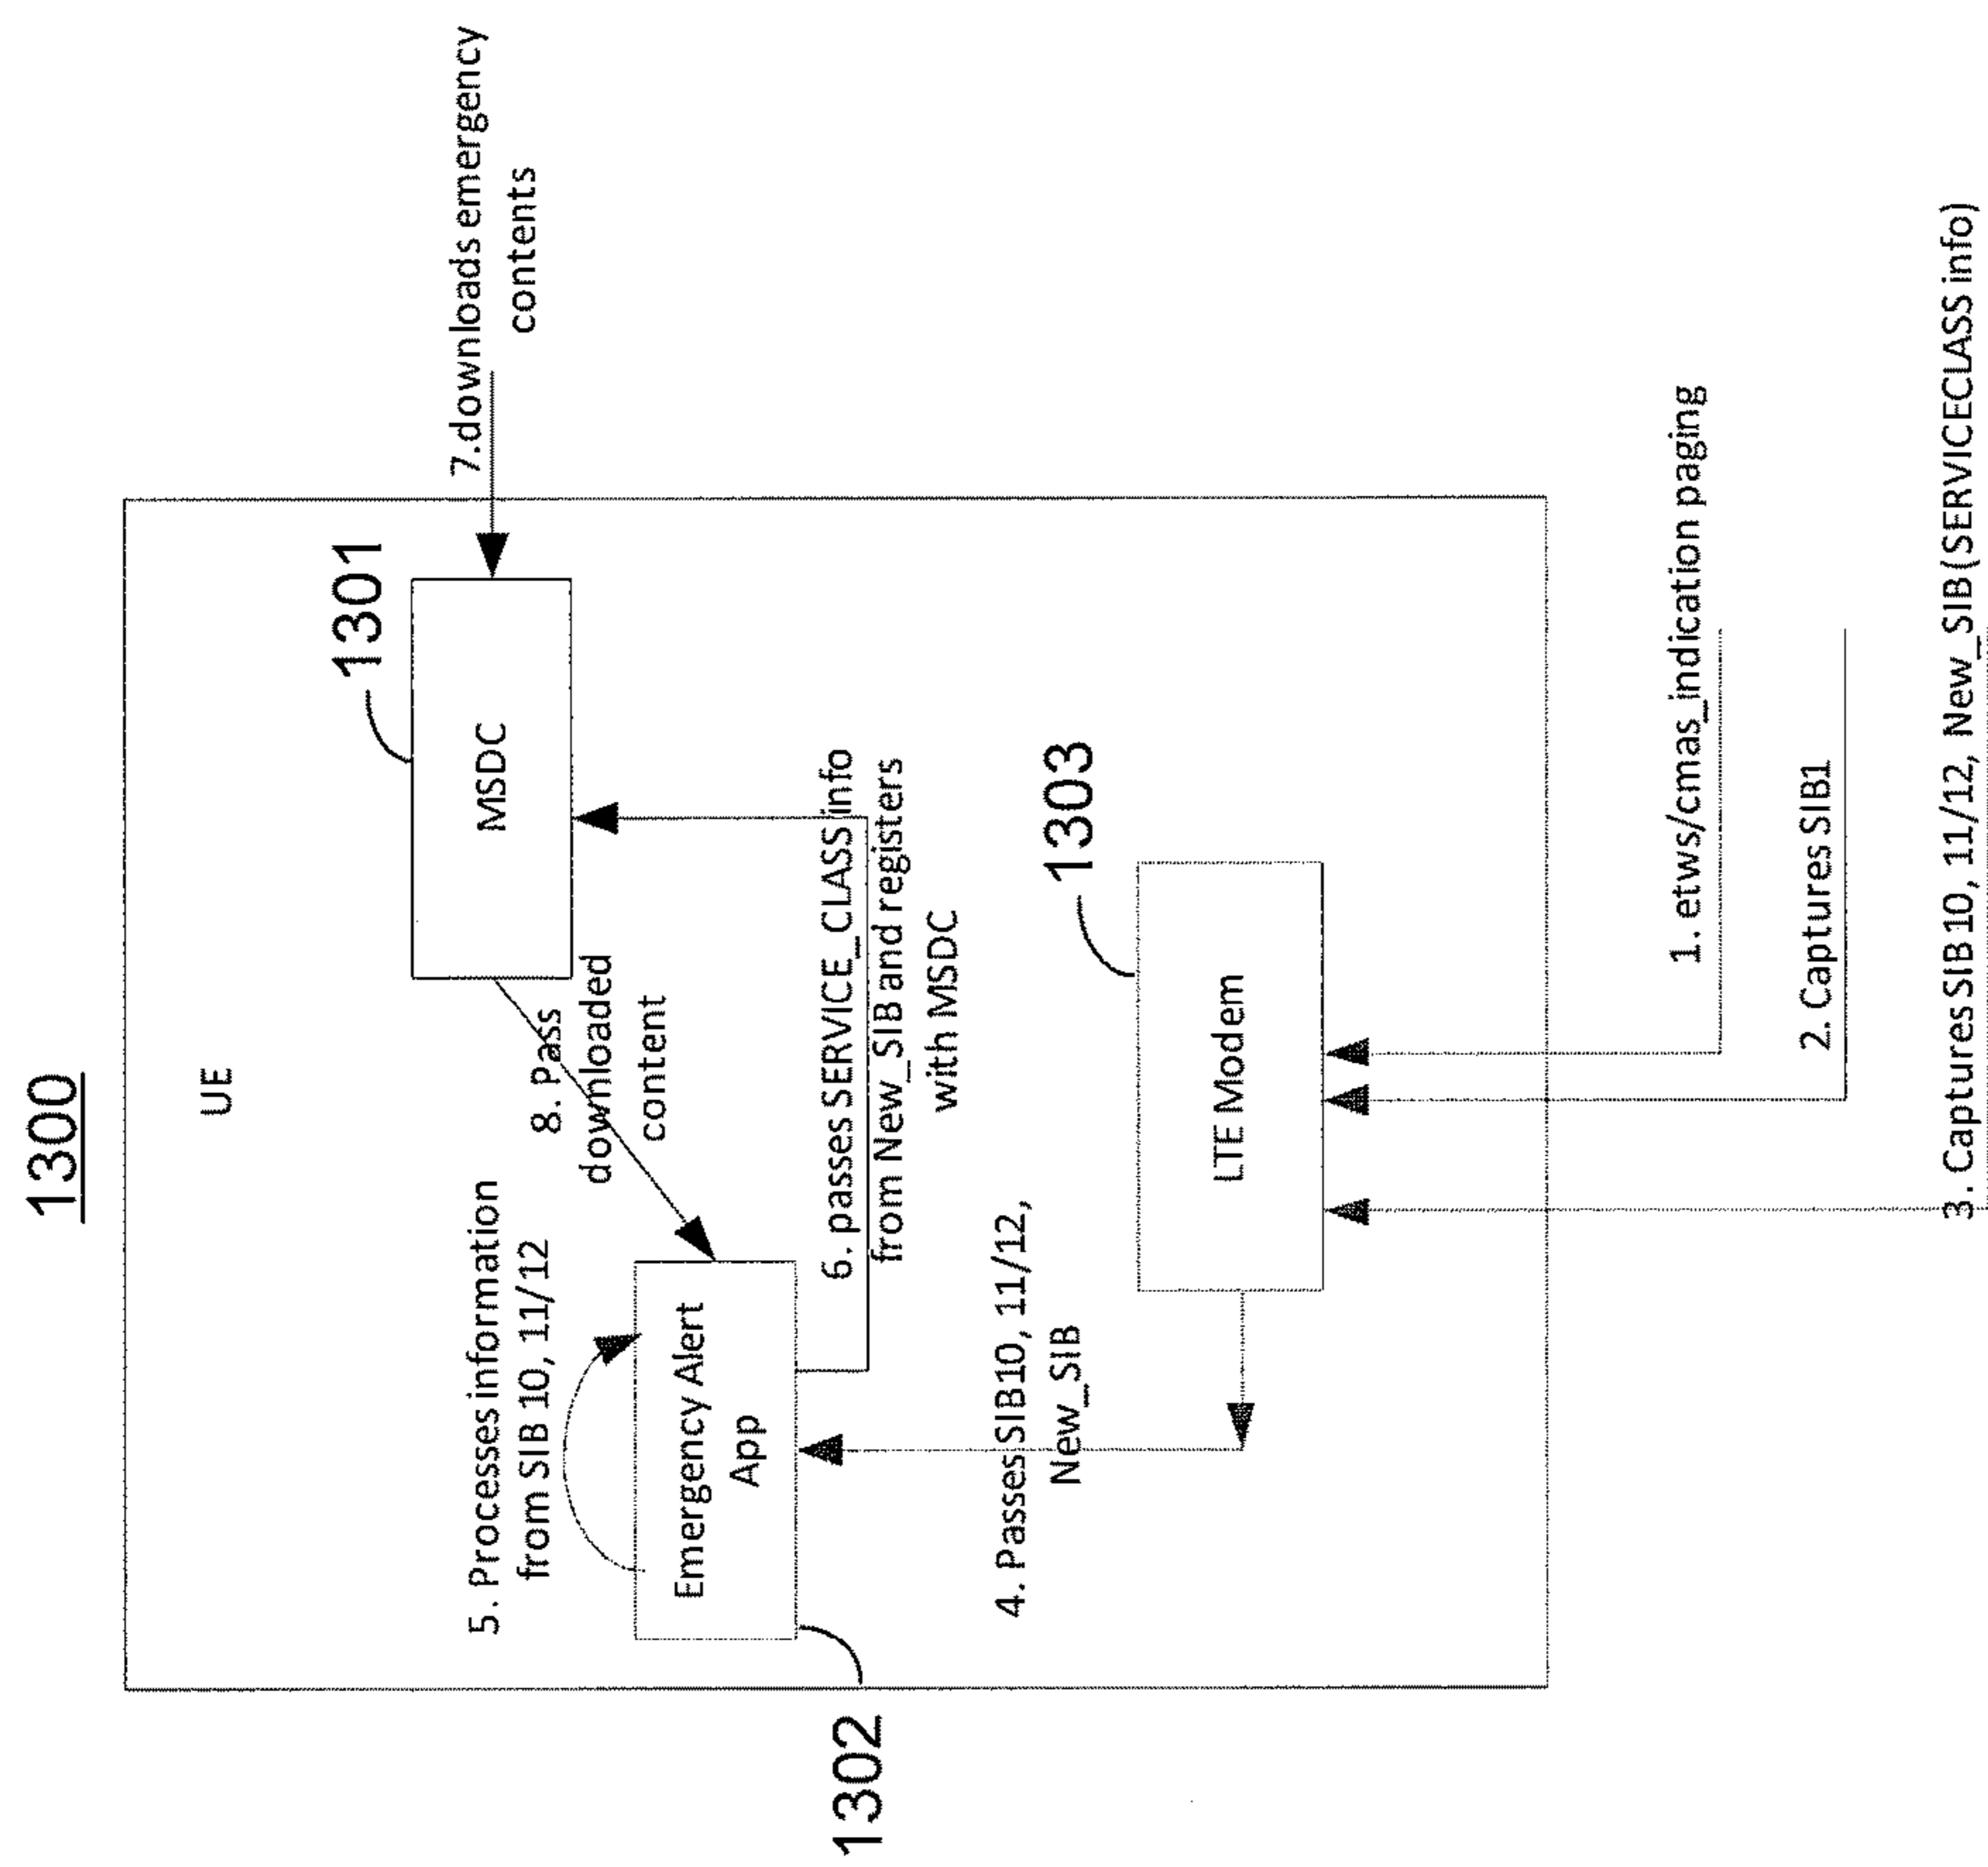 1300
UE
1301
MSDC
7.downloads emergency
contents
8. Pass
downloaded
content
5. Processes information
from SIB 10, 11/12
Emergency Alert
App
1302
6. passes SERVICE_CLASS info
from New_SIB and registers
with MSDC
4. Passes SIB10, 11/12,
New_SIB
1303
LTE Modem
1. etws/cmas_indication paging
2. Captures SIB1
3. Captures SIB 10, 11/12, New_SIB (SERVICECLASS info)